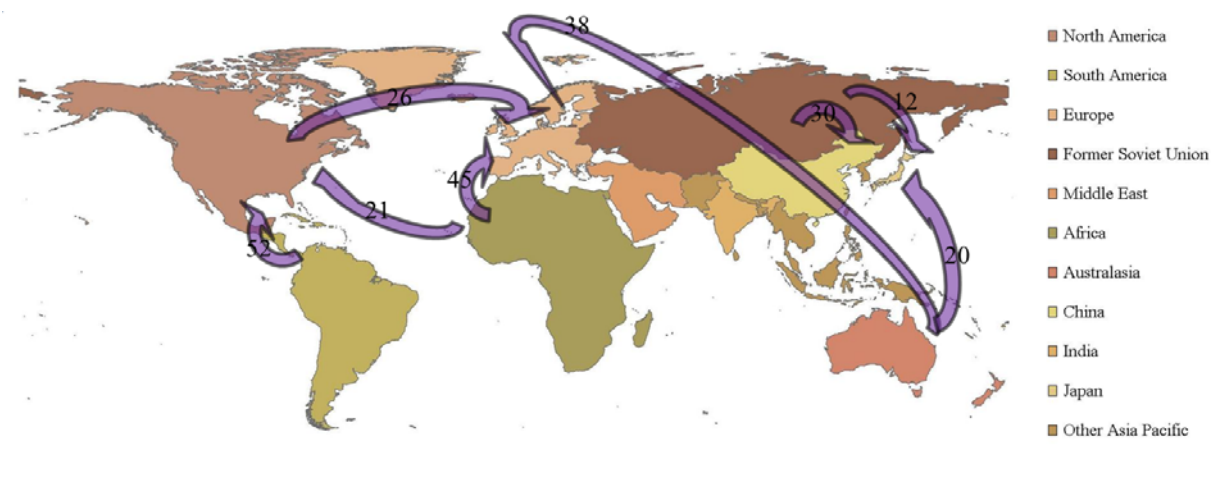 38
26
30
12
45
21
52
20
North America
South America
Europe
Former Soviet Union
Middle East
Africa
Australasia
China
India
Japan
Other Asia Pacific